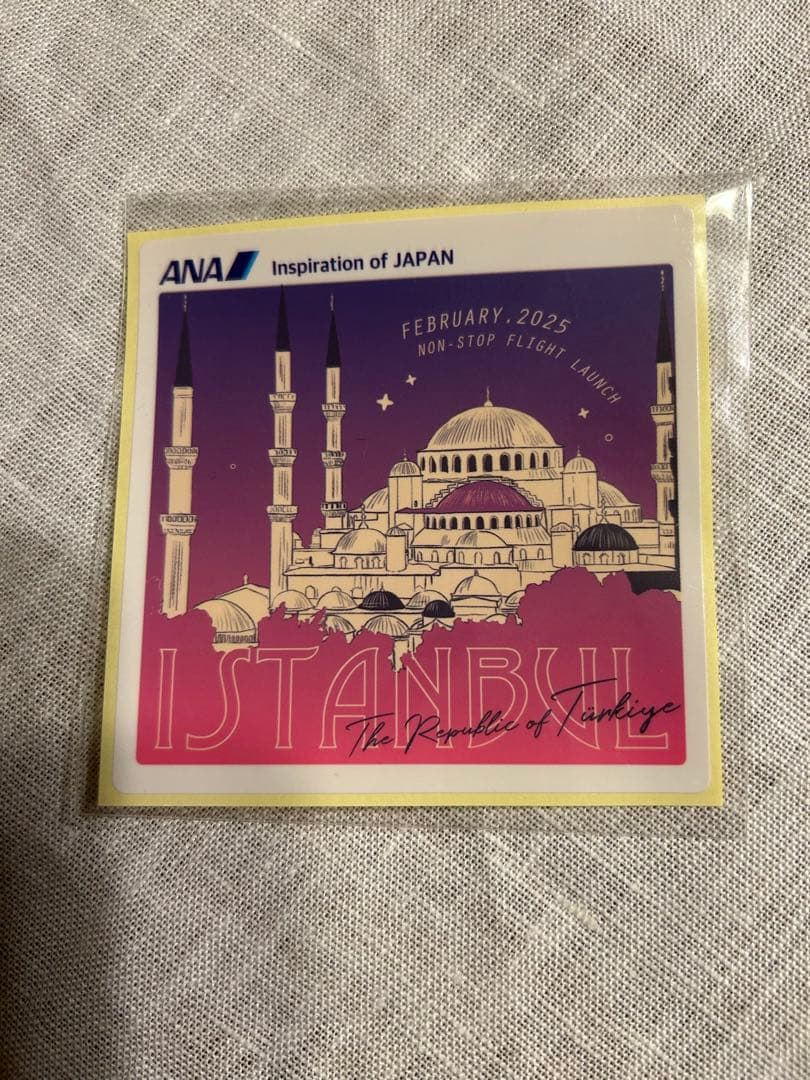 ANA Inspiration of JAPAN
FEBRUARY.2025
NON-STOP FLIGHT LAUNCH
ISTANBUL
The Republic of Türkiye